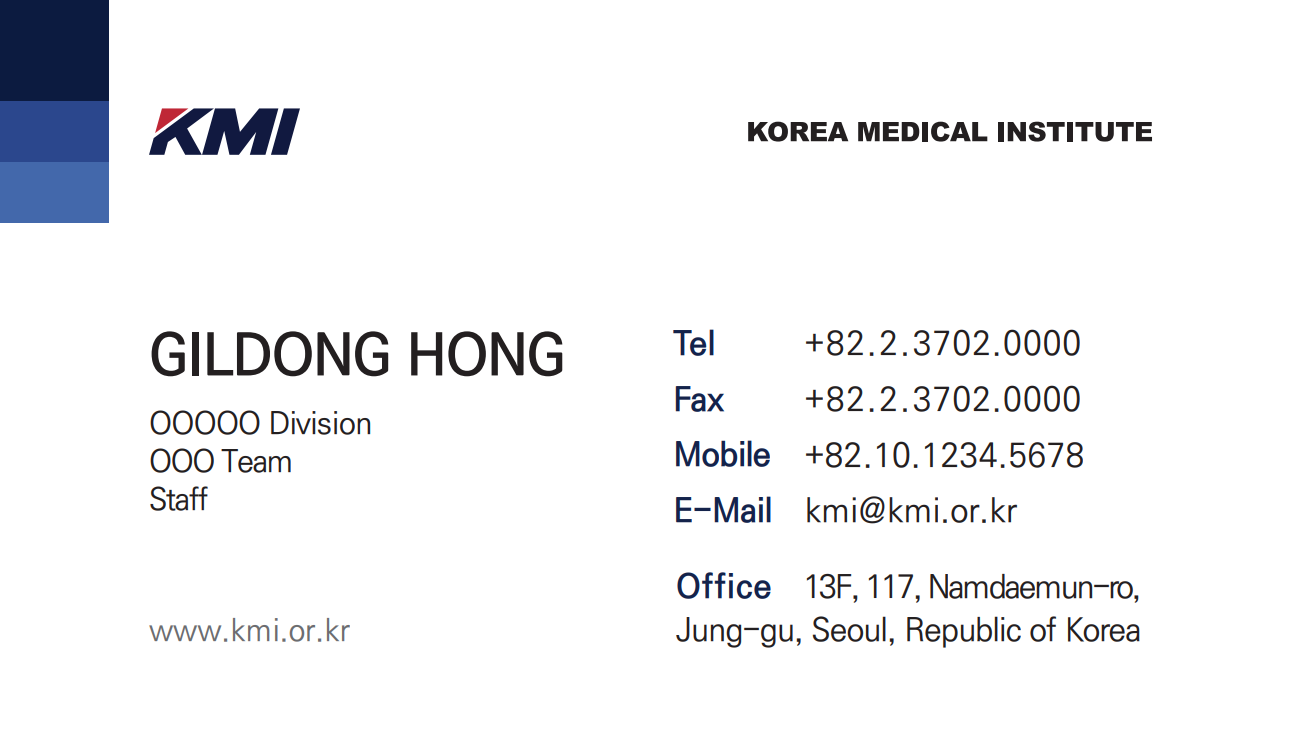 KMI
KOREA MEDICAL INSTITUTE
GILDONG HONG
OOOOO Division
OOO Team
Staff
www.kmi.or.kr
Tel +82.2.3702.0000
Fax +82.2.3702.0000
Mobile +82.10.1234.5678
E-Mail kmi@kmi.or.kr
Office 13F, 117, Namdaemun-ro,
Jung-gu, Seoul, Republic of Korea